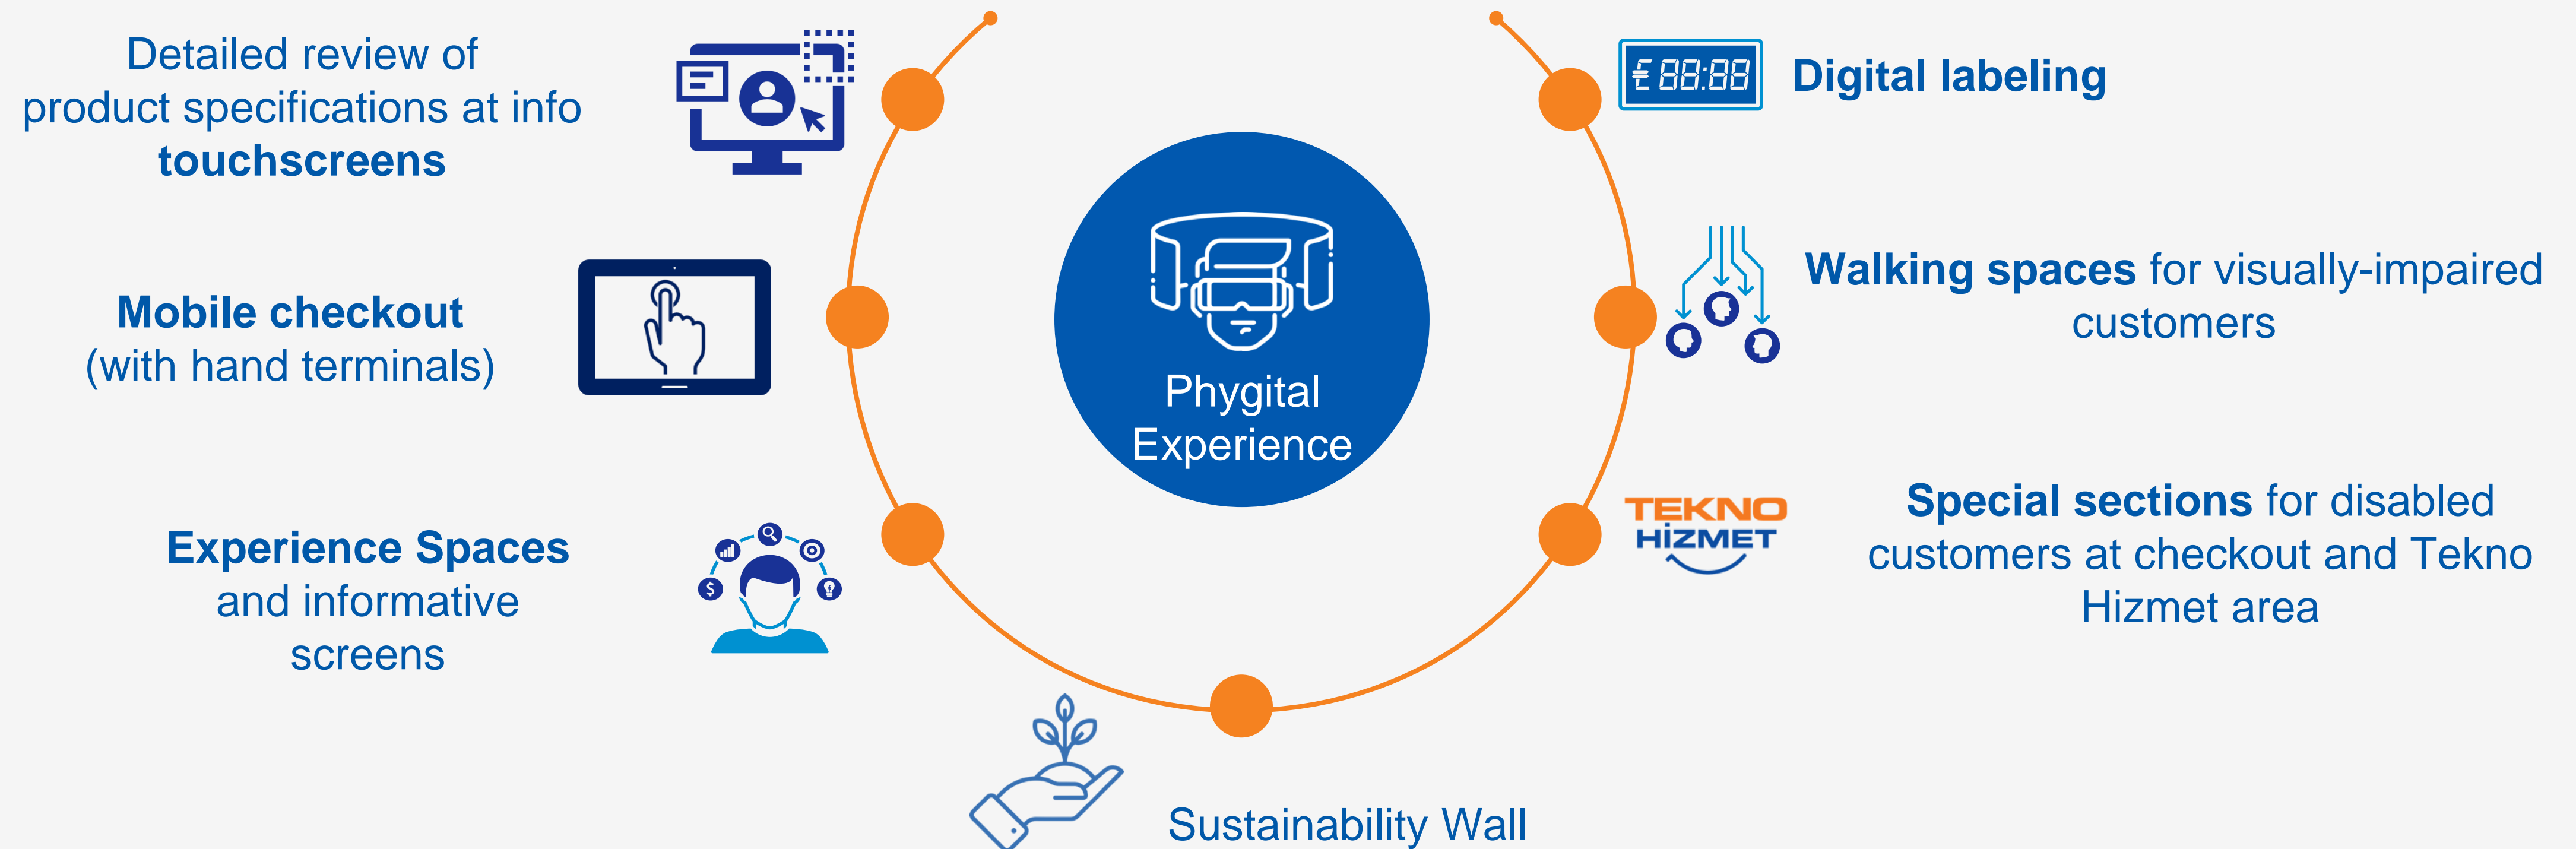 Detailed review of
product specifications at info
touchscreens
Mobile checkout
(with hand terminals)
Experience Spaces
and informative
screens
Phygital
Experience
Sustainability Wall
₤ 88:88
Digital labeling
Walking spaces for visually-impaired
customers
TEKNO
HİZMET
Special sections for disabled
customers at checkout and Tekno
Hizmet area
$